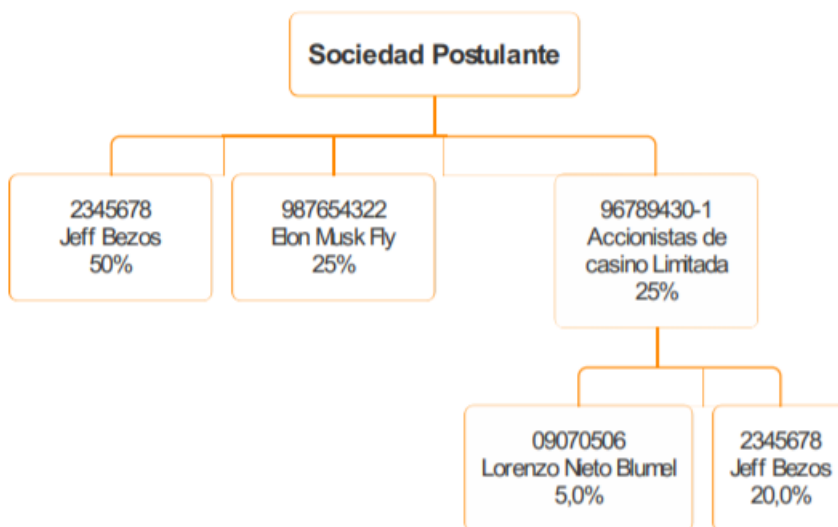 Sociedad Postulante
2345678
Jeff Bezos
50%
987654322
Elon Musk Fly
25%
96789430-1
Accionistas de
casino Limitada
25%
09070506
Lorenzo Nieto Blumel
5,0%
2345678
Jeff Bezos
20,0%